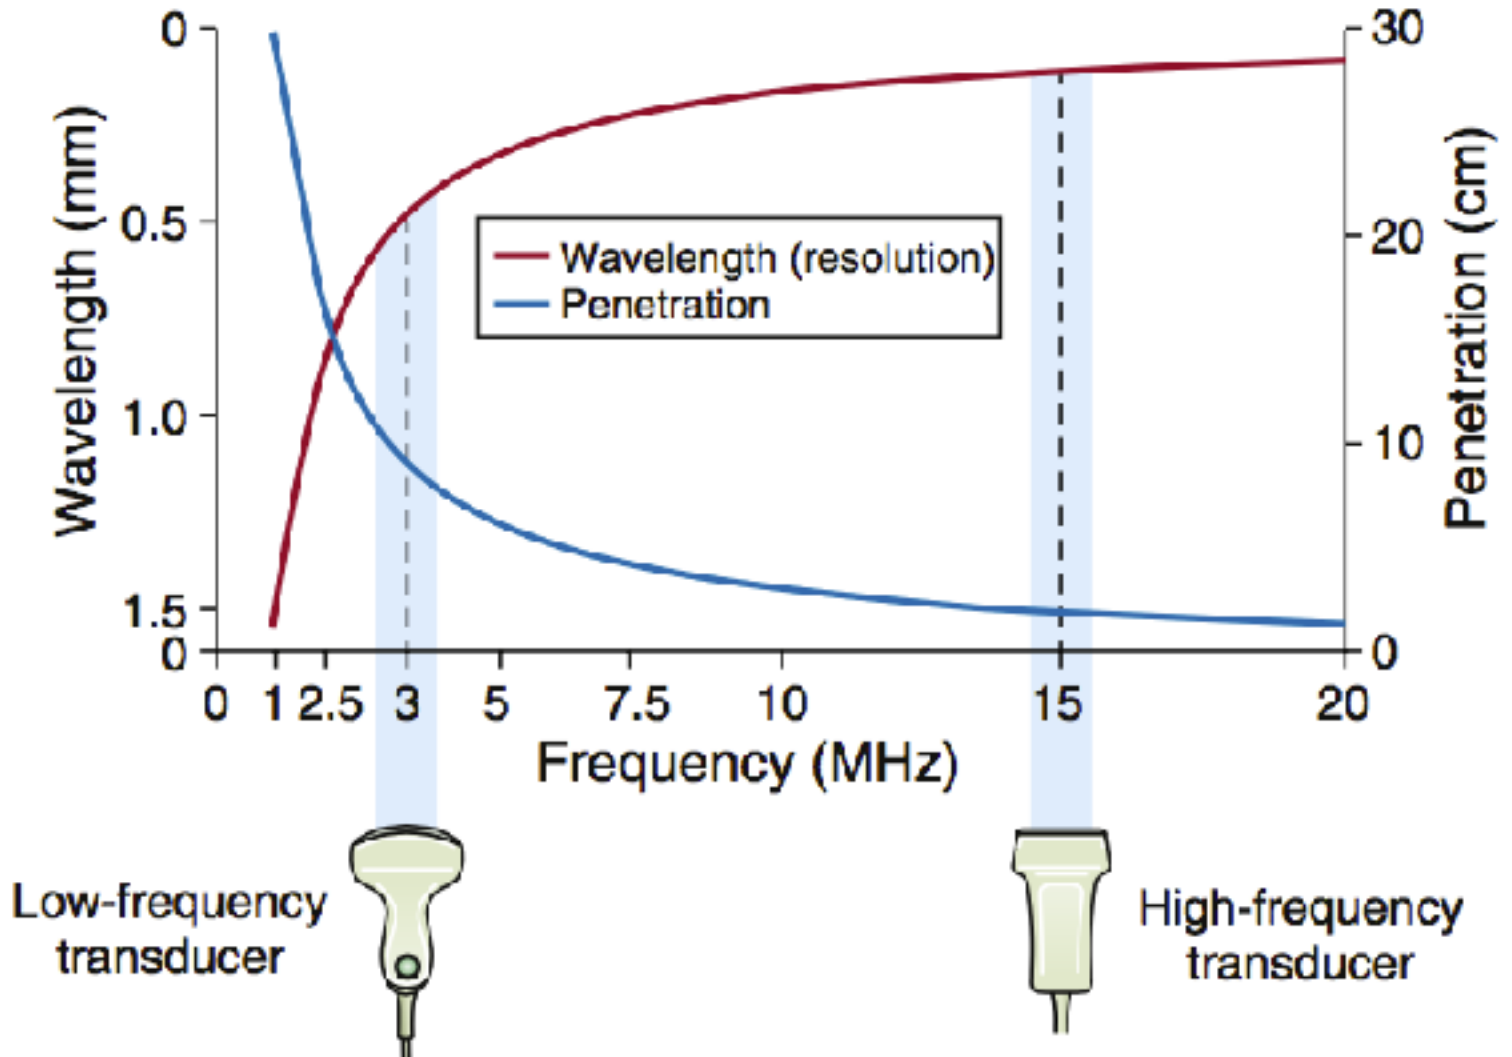 0
0.5
1.0
1.5
0
Wavelength (mm)
30
20
10
0
Penetration (cm)
Wavelength (resolution)
Penetration
0 1 2.5 3 5 7.5 10 15 20
Frequency (MHz)
Low-frequency
transducer
High-frequency
transducer